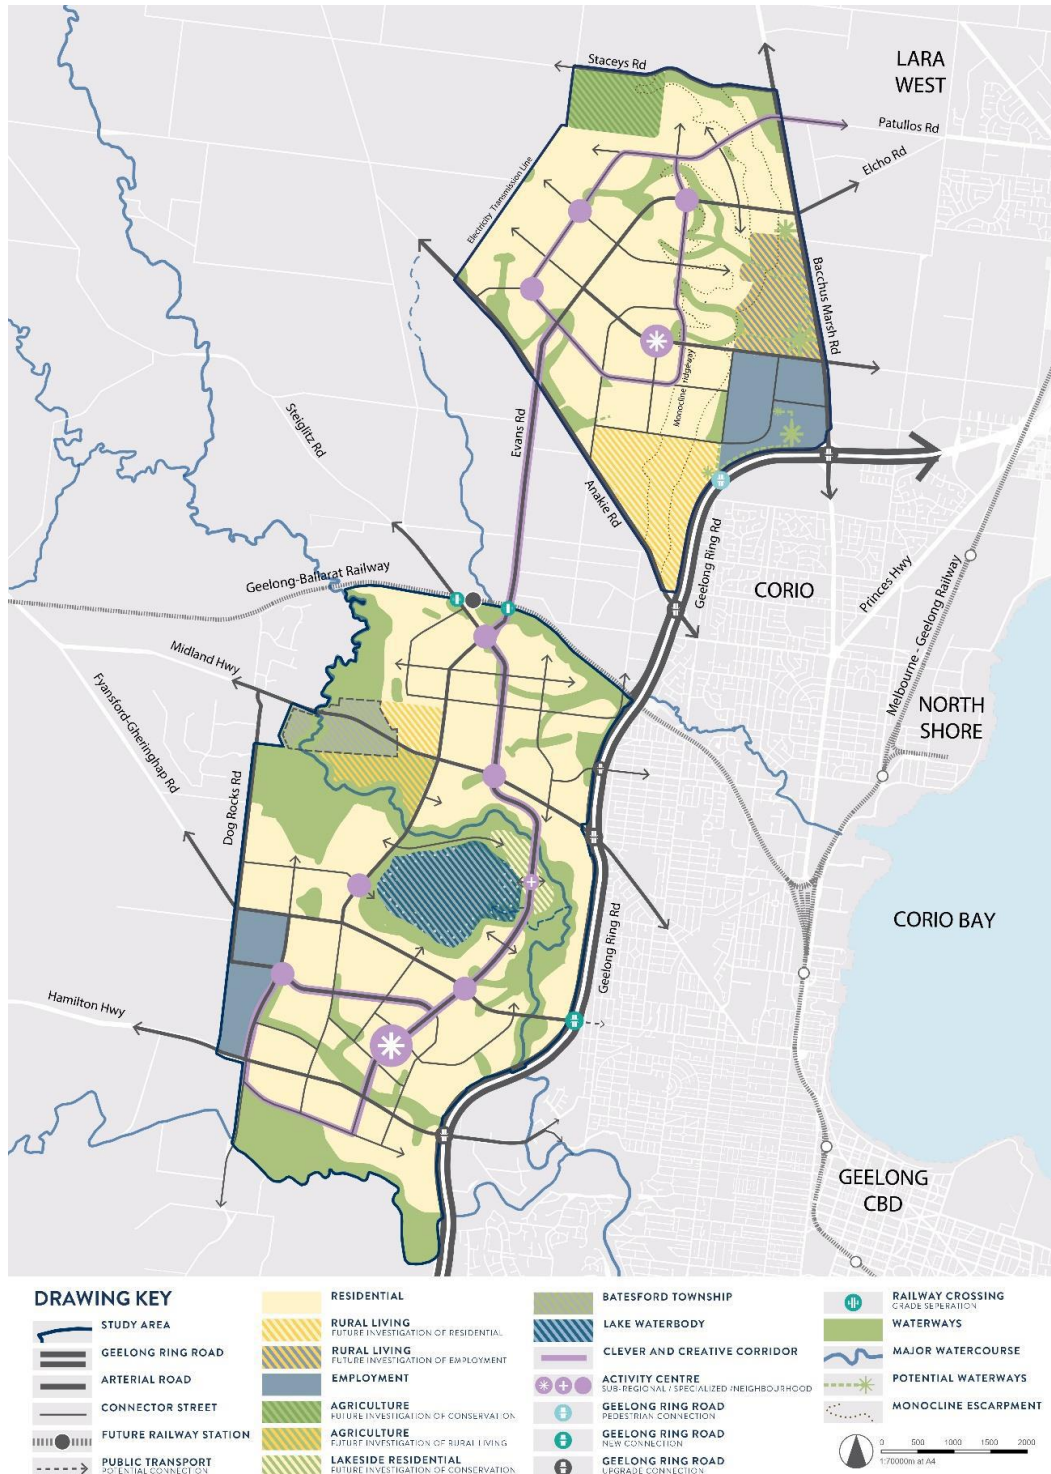 LARA
WEST
Staceys Rd
Patullos Rd
Elcho Rd
Electricity Transmission Line
Bacchus Marsh Rd
Monocline ridgeway
Evans Rd
Steiglitz Rd
Anakie Rd
Geelong Ring Rd
Geelong-Ballarat Railway
CORIO
Princes Hwy
Melbourne - Geelong Railway
Midland Hwy
NORTH
SHORE
Fyansford-Gheringhap Rd
Dog Rocks Rd
CORIO BAY
Geelong Ring Rd
Hamilton Hwy
GEELONG
CBD
DRAWING KEY
STUDY AREA
GEELONG RING ROAD
ARTERIAL ROAD
CONNECTOR STREET
FUTURE RAILWAY STATION
PUBLIC TRANSPORT
POTENTIAL CONNECTION
RESIDENTIAL
RURAL LIVING
FUTURE INVESTIGATION OF RESIDENTIAL
RURAL LIVING
FUTURE INVESTIGATION OF EMPLOYMENT
EMPLOYMENT
AGRICULTURE
FUTURE INVESTIGATION OF CONSERVATION
AGRICULTURE
FUTURE INVESTIGATION OF RURAL LIVING
LAKESIDE RESIDENTIAL
FUTURE INVESTIGATION OF CONSERVATION
BATESFORD TOWNSHIP
LAKE WATERBODY
CLEVER AND CREATIVE CORRIDOR
ACTIVITY CENTRE
SUB-REGIONAL / SPECIALIZED / NEIGHBOURHOOD
GEELONG RING ROAD
PEDESTRIAN CONNECTION
GEELONG RING ROAD
NEW CONNECTION
GEELONG RING ROAD
UPGRADE CONNECTION
RAILWAY CROSSING
GRADE SEPERATION
WATERWAYS
MAJOR WATERCOURSE
POTENTIAL WATERWAYS
MONOCLINE ESCARPMENT
0 500 1000 1500 2000
1:70000m at A4